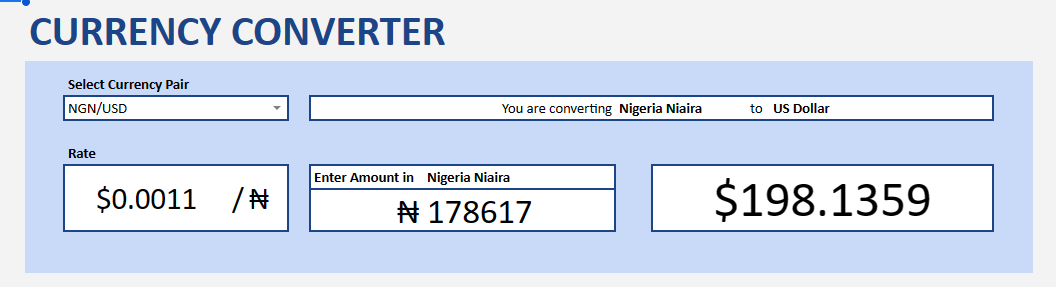 CURRENCY CONVERTER
Select Currency Pair
NGN/USD
You are converting Nigeria Niaira to US Dollar
Rate
$0.0011 /₦
Enter Amount in Nigeria Niaira
₦ 178617
$198.1359